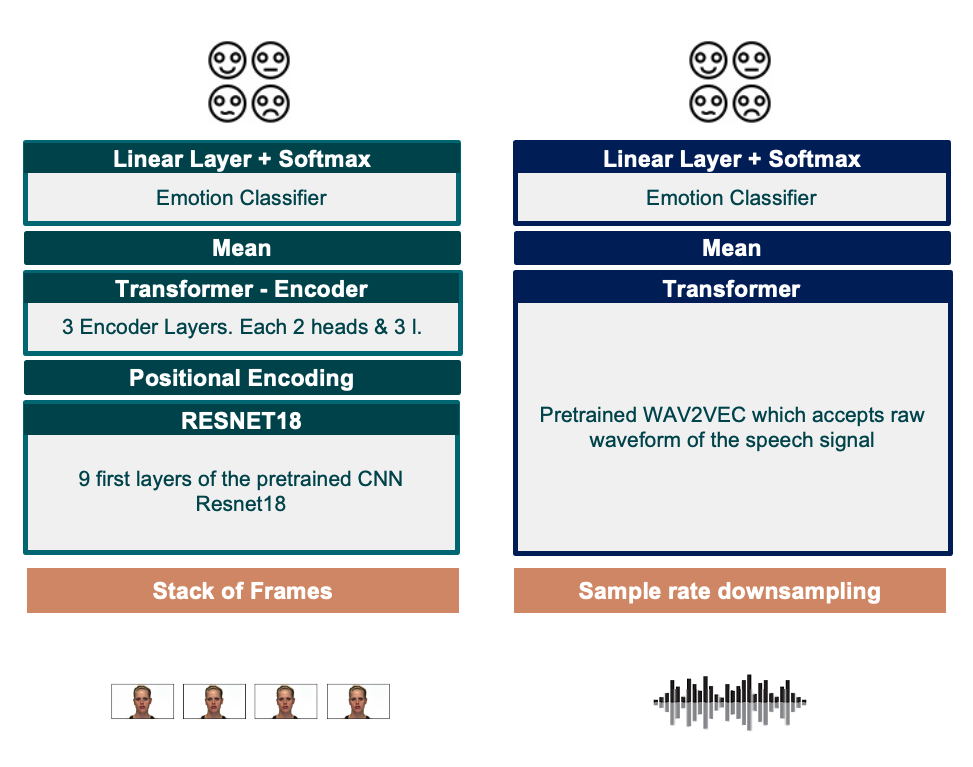 Linear Layer + Softmax
Emotion Classifier
Mean
Transformer - Encoder
3 Encoder Layers. Each 2 heads & 3 l.
Positional Encoding
RESNET18
9 first layers of the pretrained CNN
Resnet18
Stack of Frames
Linear Layer + Softmax
Emotion Classifier
Mean
Transformer
Pretrained WAV2VEC which accepts raw
waveform of the speech signal
Sample rate downsampling